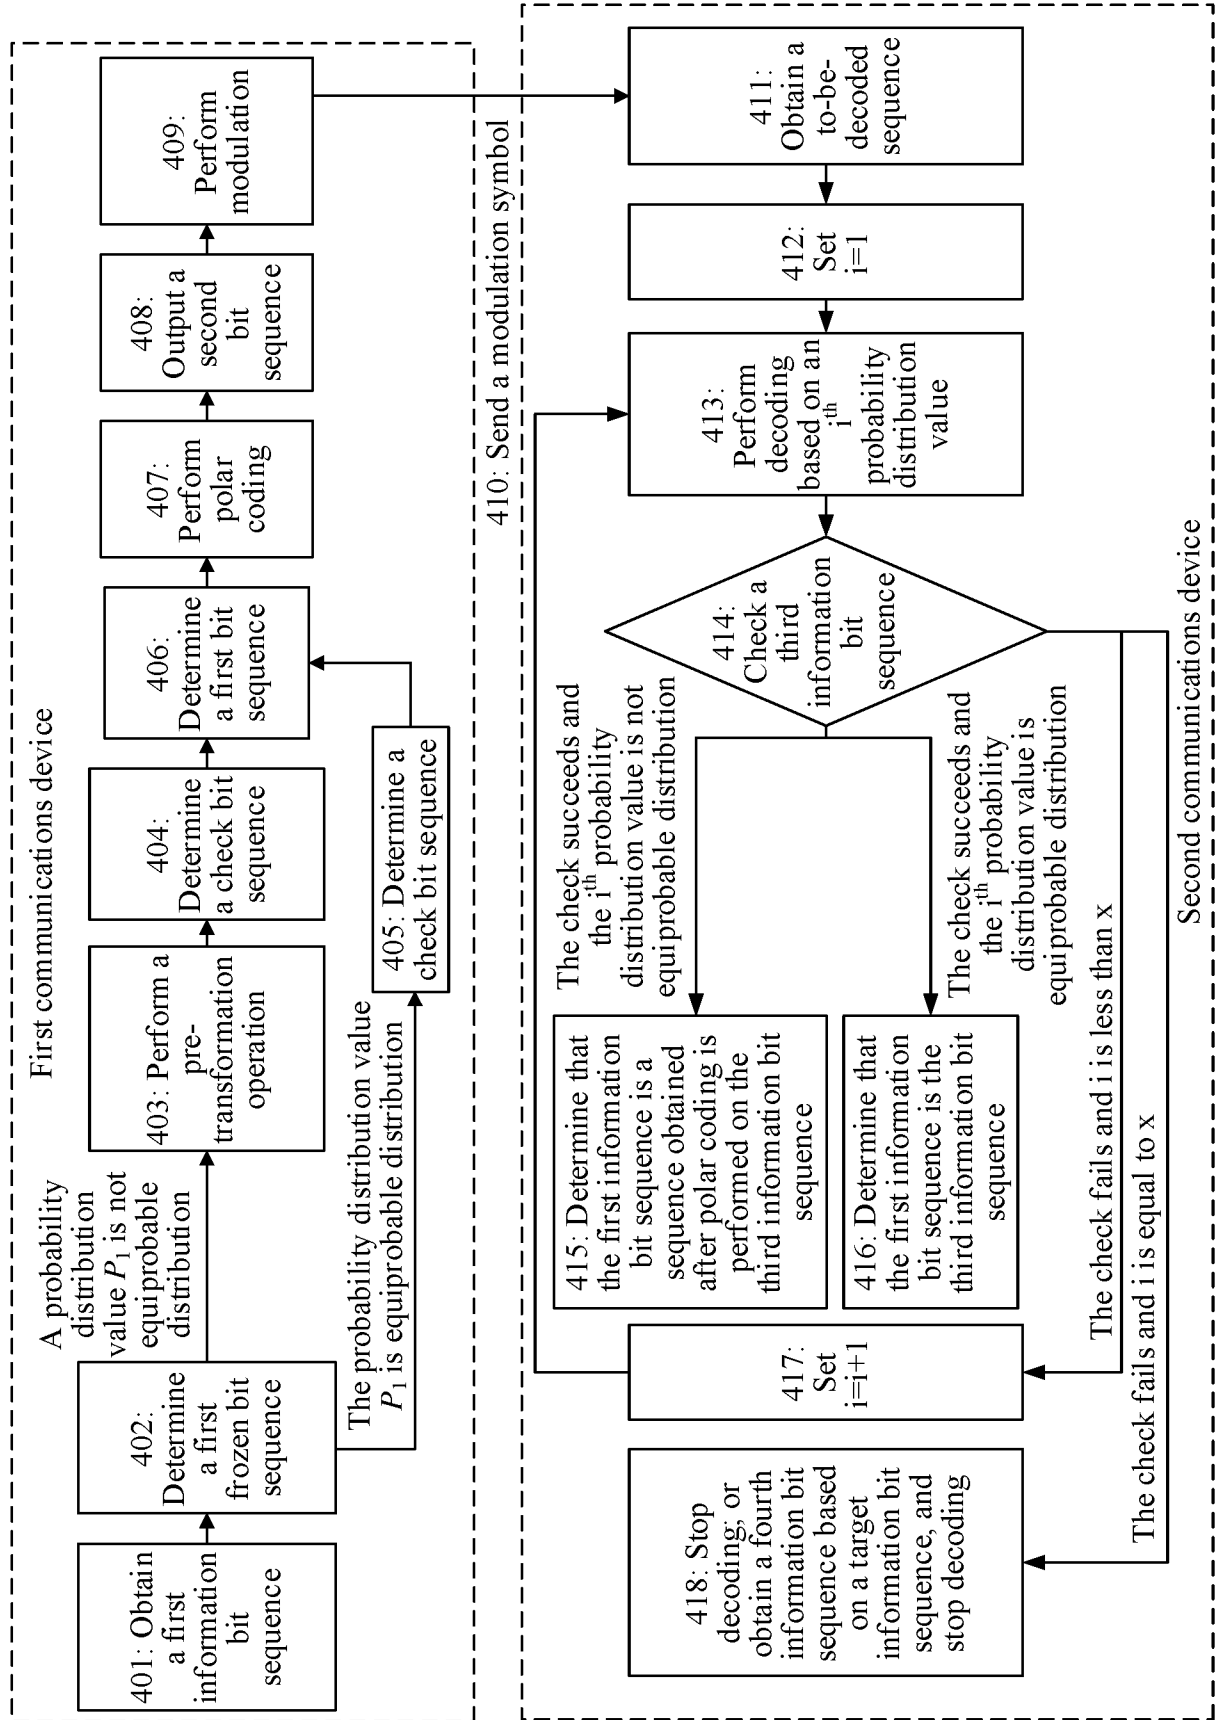 First communications device
401: Obtain
a first
information
bit
sequence
402:
Determine
a first
frozen bit
sequence
A probability
distribution
value P₁ is not
equiprobable
distribution
The probability distribution value
P₁ is equiprobable distribution
403: Perform a
pre-
transformation
operation
404:
Determine
a check bit
sequence
405: Determine a
check bit sequence
406:
Determine
a first bit
sequence
407:
Perform
polar
coding
408:
Output a
second
bit
sequence
409:
Perform
modulation
410: Send a modulation symbol
411:
Obtain a
to-be-
decoded
sequence
412:
Set
i=1
413:
Perform
decoding
based on an
iᵗʰ
probability
distribution
value
414:
Check a
third
information
bit
sequence
The check succeeds and
the iᵗʰ probability
distribution value is not
equiprobable distribution
The check succeeds and
the iᵗʰ probability
distribution value is
equiprobable distribution
415: Determine that
the first information
bit sequence is a
sequence obtained
after polar coding is
performed on the
third information bit
sequence
416: Determine that
the first information
bit sequence is the
third information bit
sequence
The check fails and i is less than x
The check fails and i is equal to x
417:
Set
i=i+1
418: Stop
decoding; or
obtain a fourth
information bit
sequence based
on a target
information bit
sequence, and
stop decoding
Second communications device